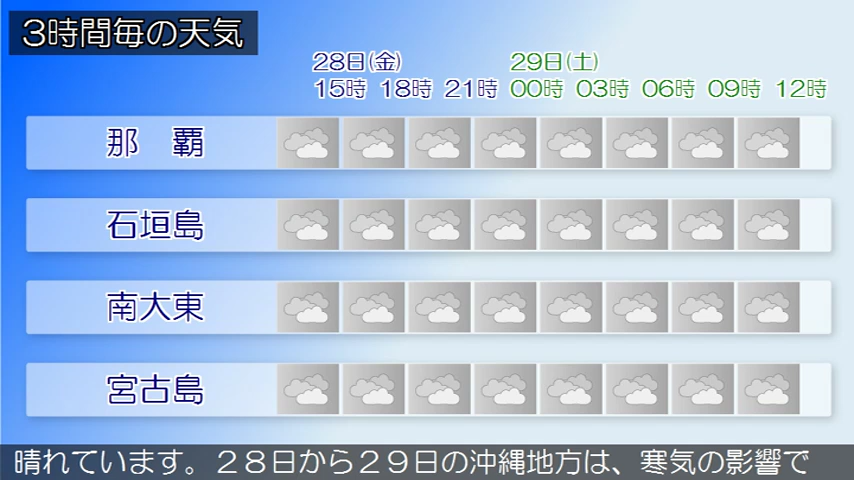 3時間毎の天気
28日(金) 29日(土)
15時 18時 21時 00時 03時 06時 09時 12時
那　覇
石垣島
南大東
宮古島
晴れています。２８日から２９日の沖縄地方は、寒気の影響で